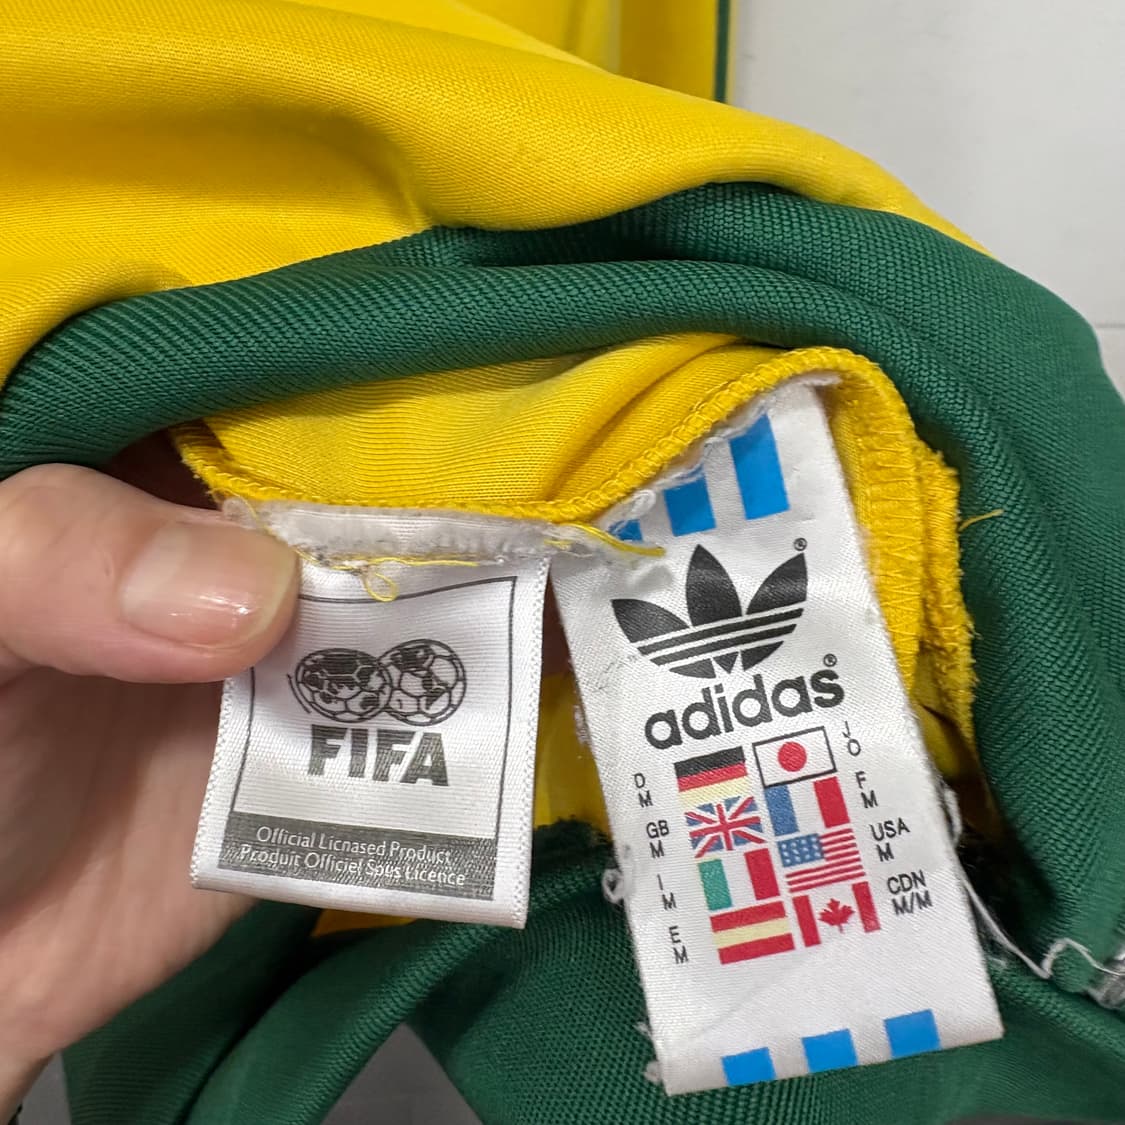 FIFA
Official Licnased Product
Produit Officiel Sous Licence
®
adidas®
D
M
J
O
GB
M
F
M
I
M
USA
M
E
M
CDN
M/M